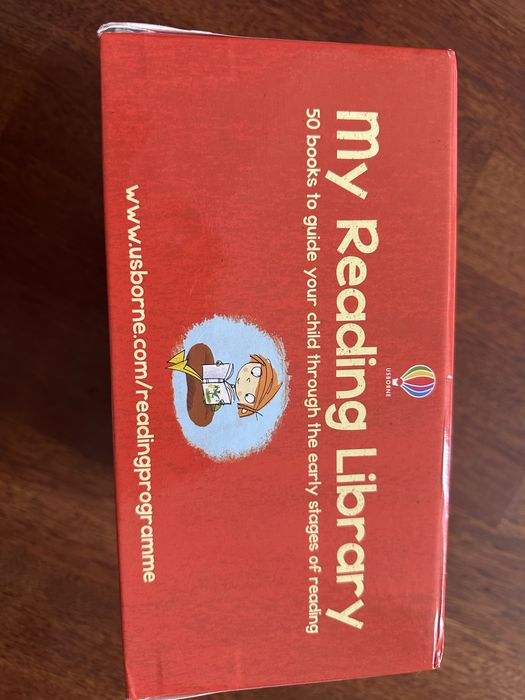 USBORNE
My Reading Library
50 books to guide your child through the early stages of reading
www.usborne.com/readingprogramme